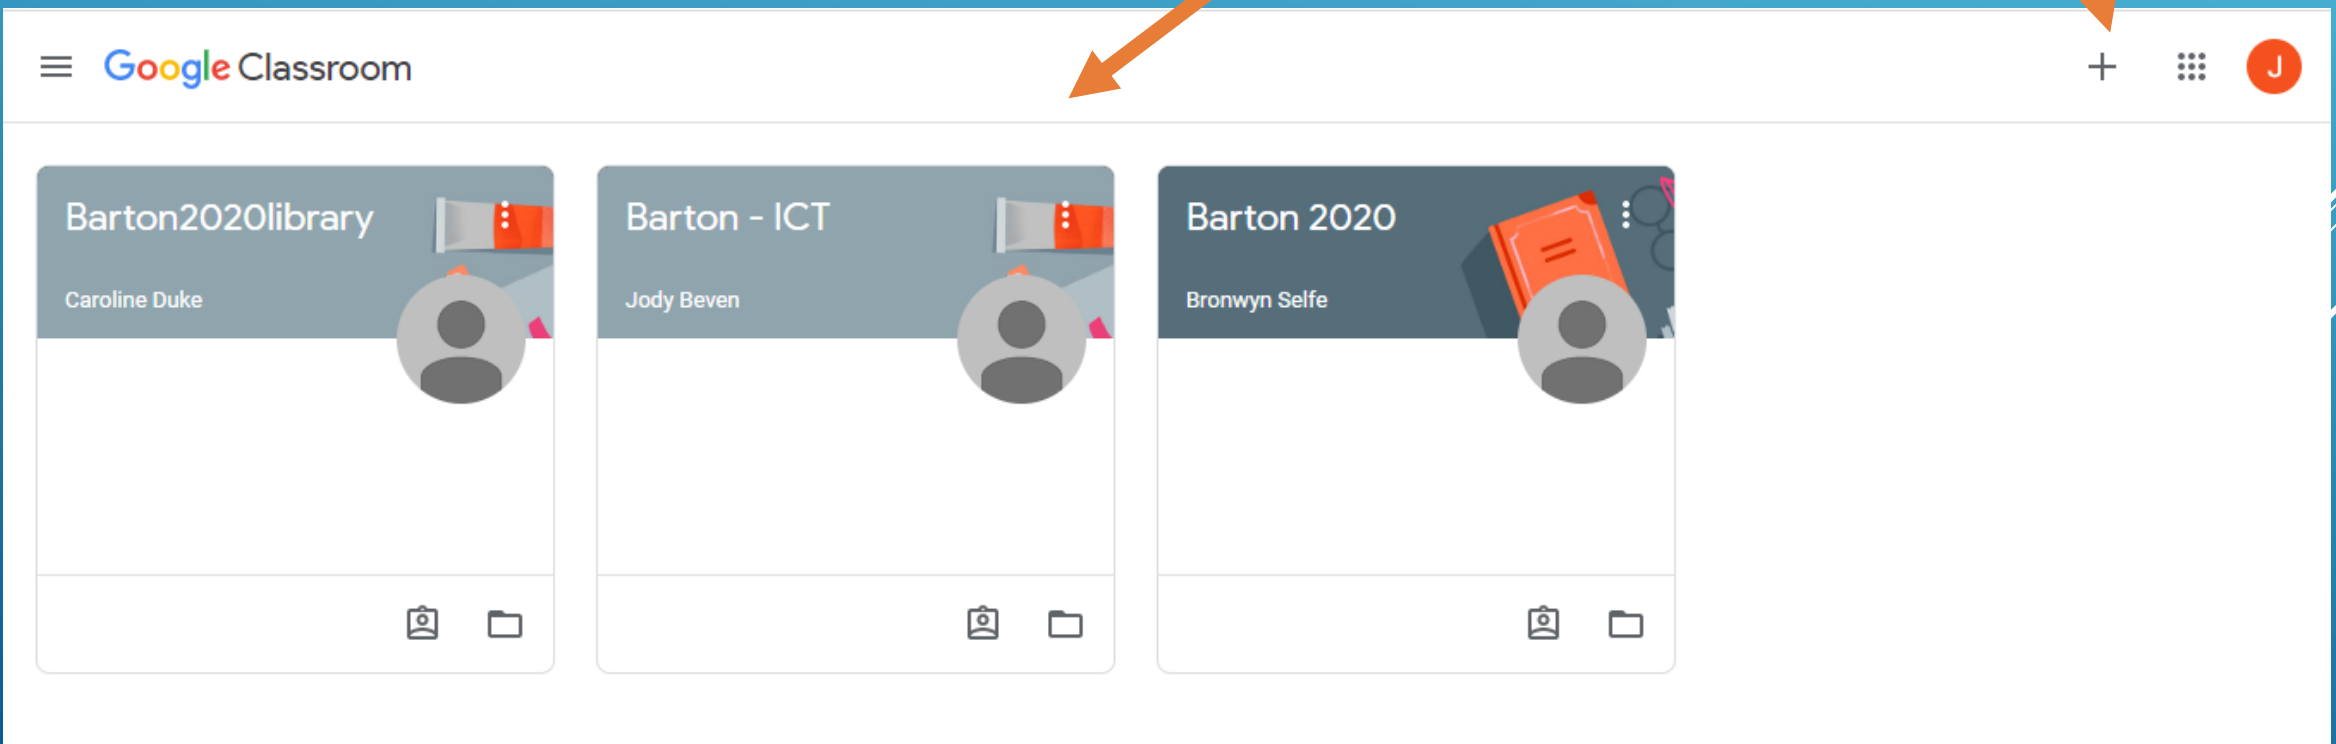 Google Classroom
J
Barton2020library
Caroline Duke
Barton - ICT
Jody Beven
Barton 2020
Bronwyn Selfe